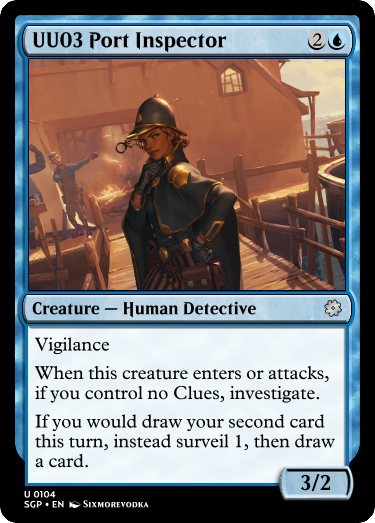 UU03 Port Inspector 2
Creature — Human Detective
Vigilance
When this creature enters or attacks,
if you control no Clues, investigate.
If you would draw your second card
this turn, instead surveil 1, then draw
a card.
3/2
U 0104
SGP • EN Sixmorevodka